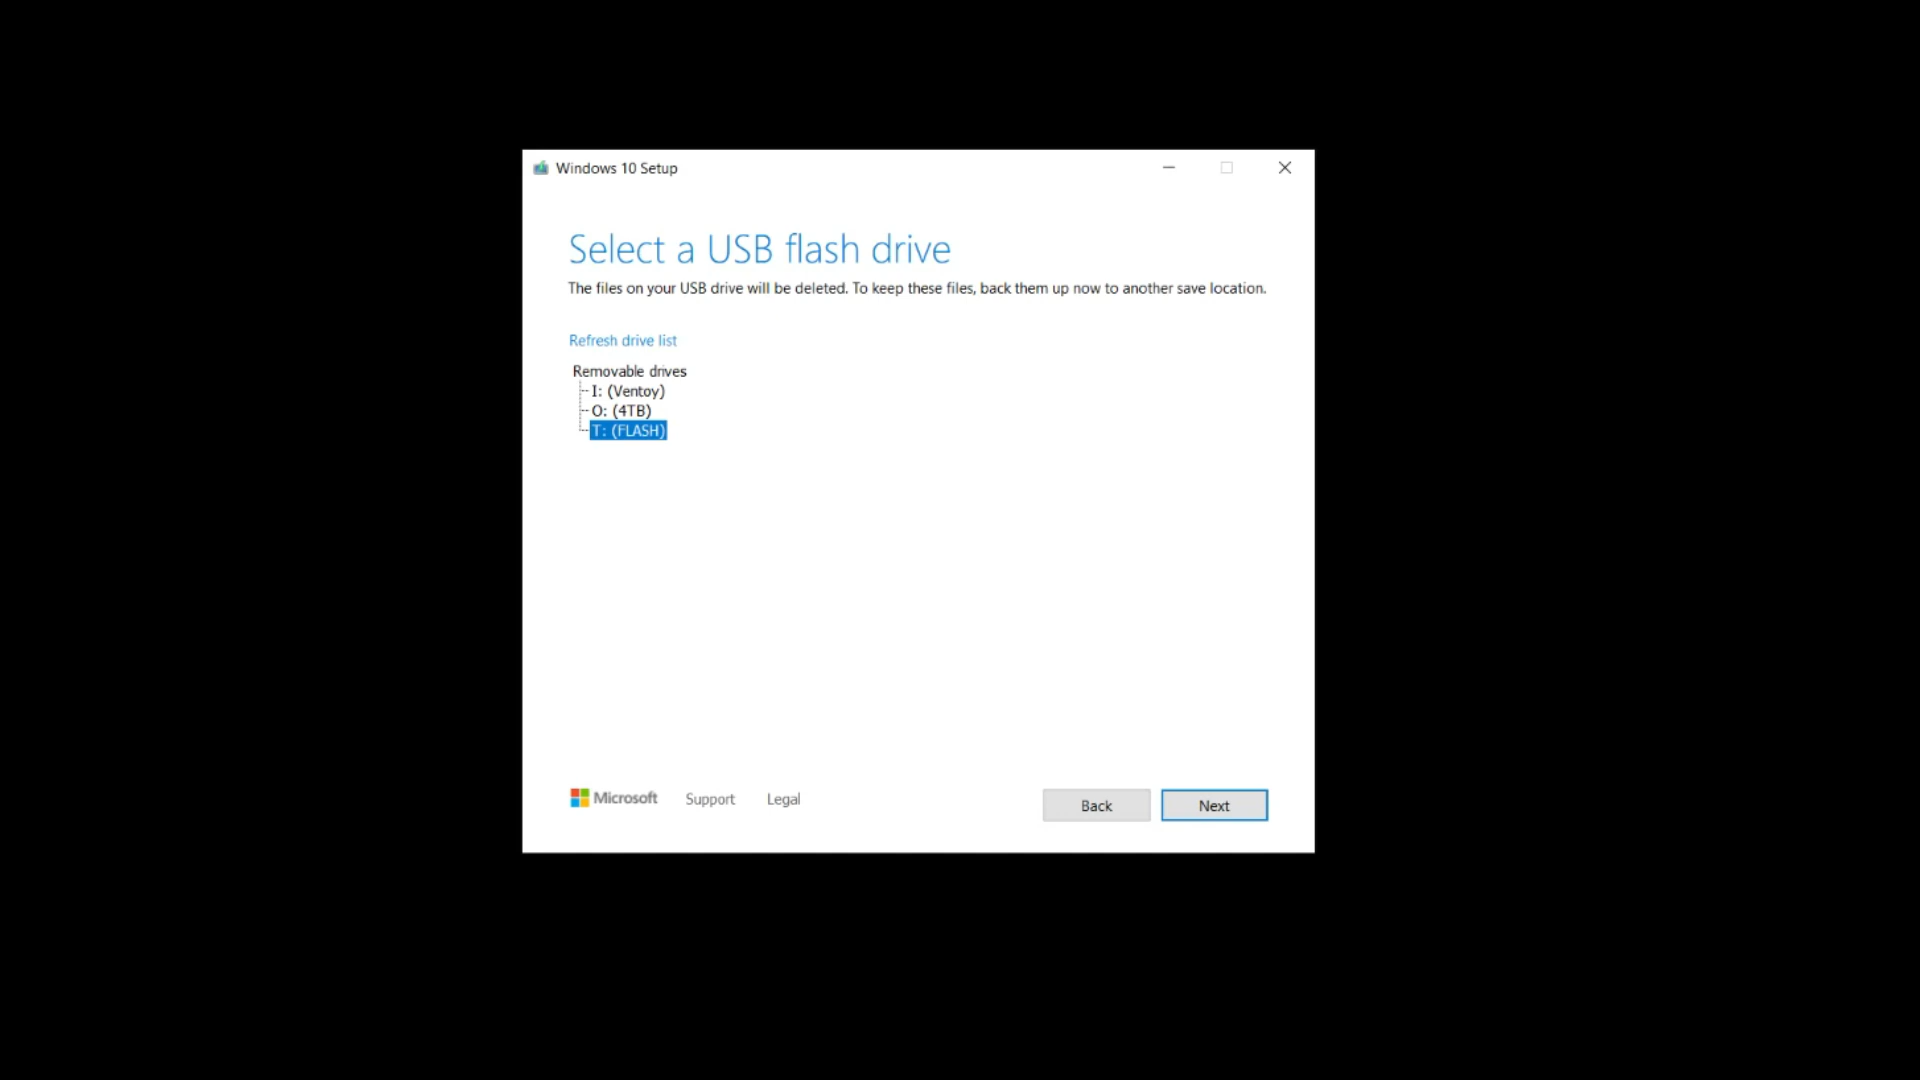 Windows 10 Setup
Select a USB flash drive
The files on your USB drive will be deleted. To keep these files, back them up now to another save location.
Refresh drive list
Removable drives
I: (Ventoy)
O: (4TB)
T: (FLASH)
Microsoft Support Legal Back Next